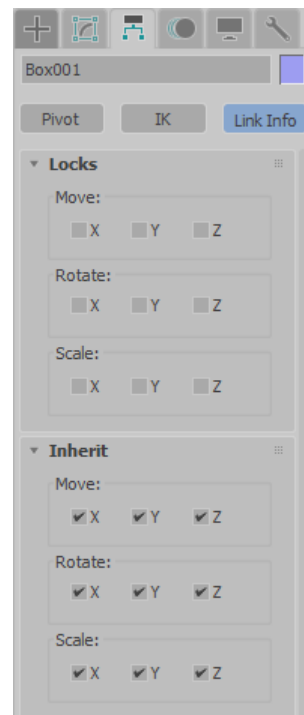 Box001
Pivot IK Link Info
Locks
Move:
X Y Z
Rotate:
X Y Z
Scale:
X Y Z
Inherit
Move:
X Y Z
Rotate:
X Y Z
Scale:
X Y Z